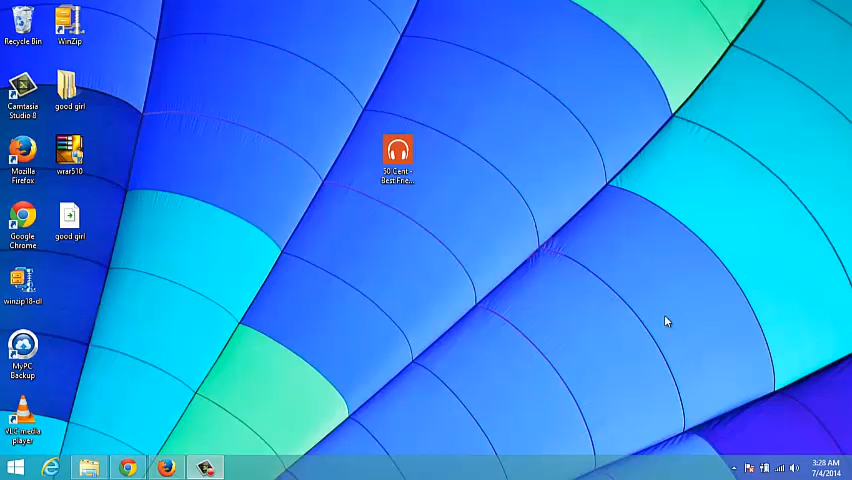 Recycle Bin
WinZip
Camtasia
Studio 8
good girl
Mozilla
Firefox
wrar510
50 Cent -
Best Frie...
Google
Chrome
good girl
winzip18-dl
MyPC
Backup
VLC media
player
3:28 AM
7/4/2014